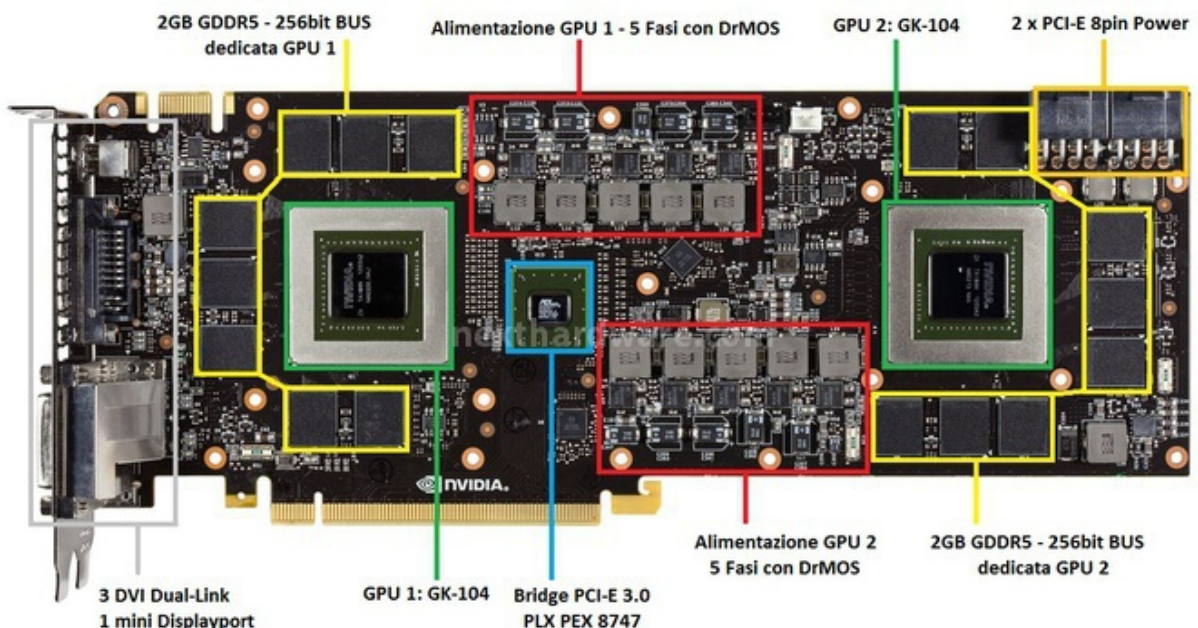 2GB GDDR5 - 256bit BUS
dedicata GPU 1
Alimentazione GPU 1 - 5 Fasi con DrMOS
GPU 2: GK-104
2 x PCI-E 8pin Power
nexthardware.com
NVIDIA.
3 DVI Dual-Link
1 mini Displayport
GPU 1: GK-104
Bridge PCI-E 3.0
PLX PEX 8747
Alimentazione GPU 2
5 Fasi con DrMOS
2GB GDDR5 - 256bit BUS
dedicata GPU 2